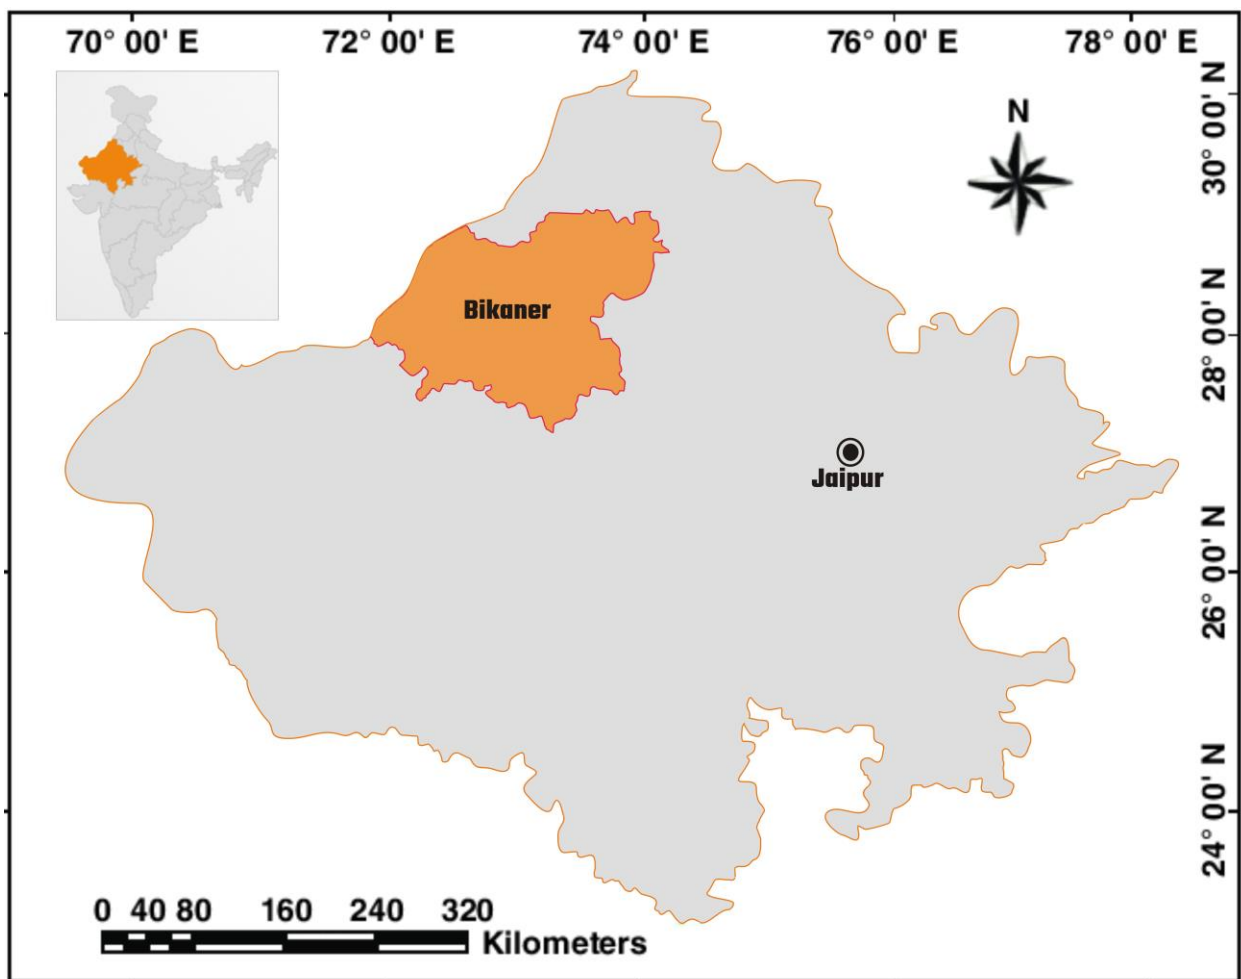 70° 00' E 72° 00' E 74° 00' E 76° 00' E 78° 00' E
30° 00' N
N
Bikaner
28° 00' N
Jaipur
26° 00' N
24° 00' N
0 40 80 160 240 320
Kilometers